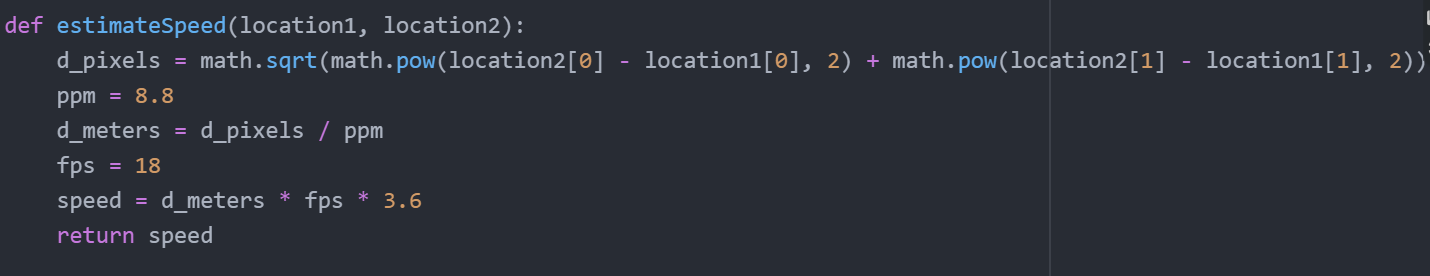 def estimateSpeed(location1, location2):
    d_pixels = math.sqrt(math.pow(location2[0] - location1[0], 2) + math.pow(location2[1] - location1[1], 2))
    ppm = 8.8
    d_meters = d_pixels / ppm
    fps = 18
    speed = d_meters * fps * 3.6
    return speed